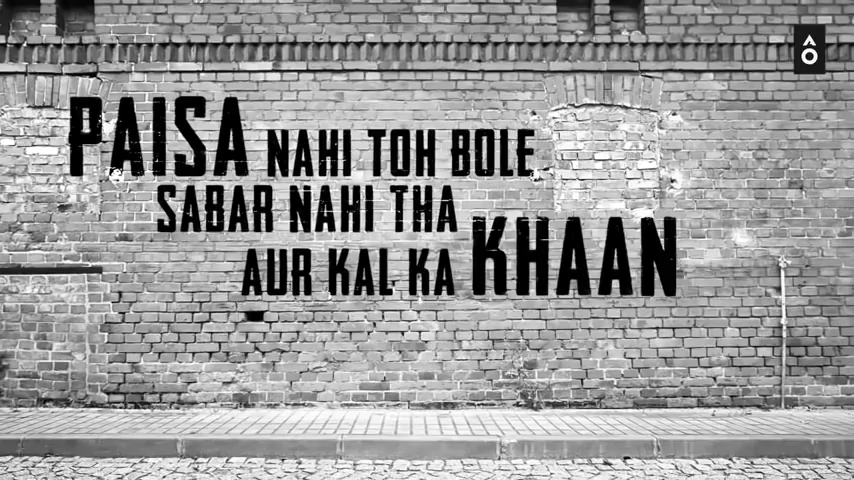 PAISA NAHI TOH BOLE
SABAR NAHI THA
AUR KAL KA KHAAN